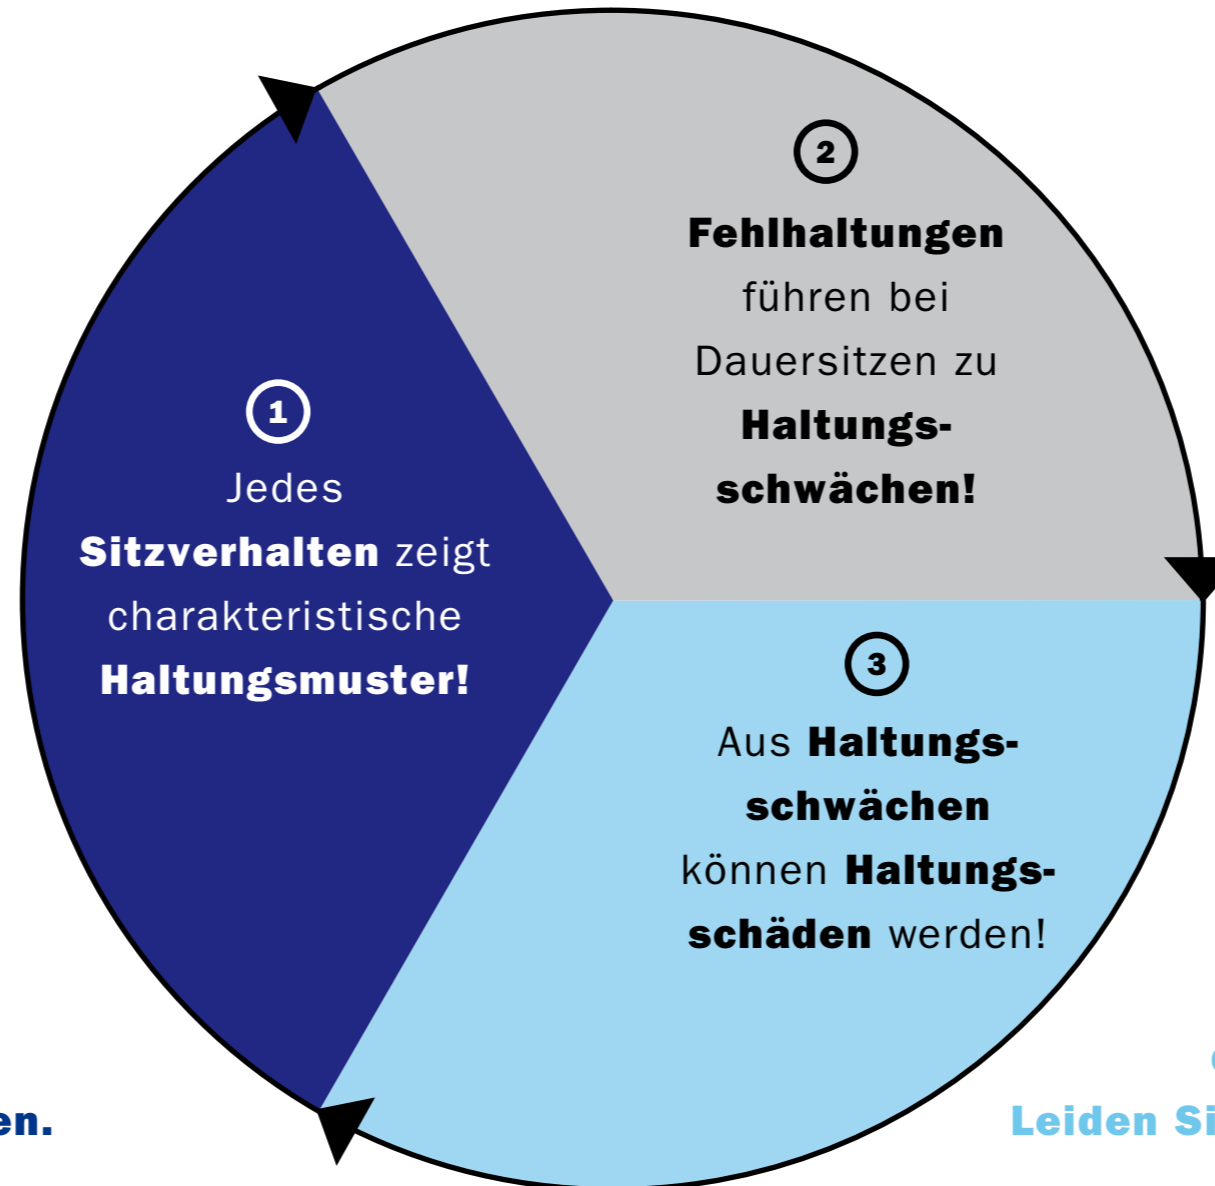 1
Jedes
Sitzverhalten zeigt
charakteristische
Haltungsmuster!
2
Fehlhaltungen
führen bei
Dauersitzen zu
Haltungs-
schwächen!
3
Aus Haltungs-
schwächen
können Haltungs-
schäden werden!
en.
Leiden Si